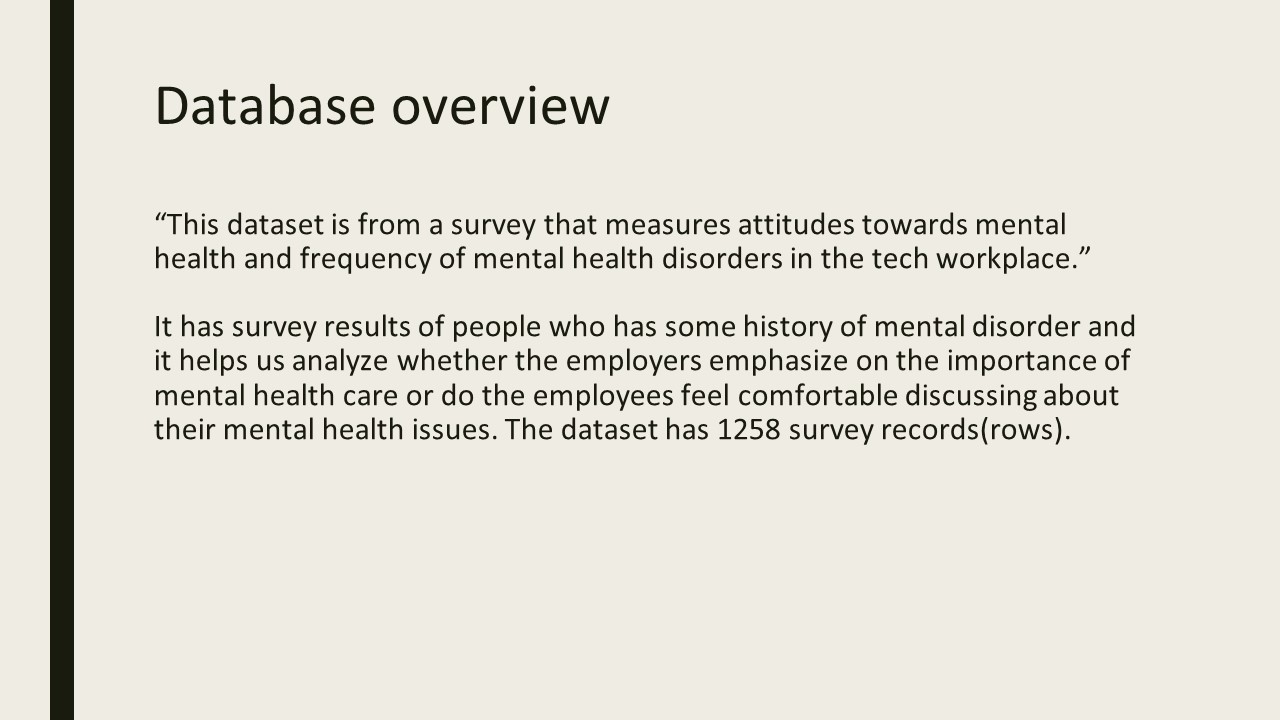 Database overview
“This dataset is from a survey that measures attitudes towards mental
health and frequency of mental health disorders in the tech workplace.”
It has survey results of people who has some history of mental disorder and
it helps us analyze whether the employers emphasize on the importance of
mental health care or do the employees feel comfortable discussing about
their mental health issues. The dataset has 1258 survey records(rows).